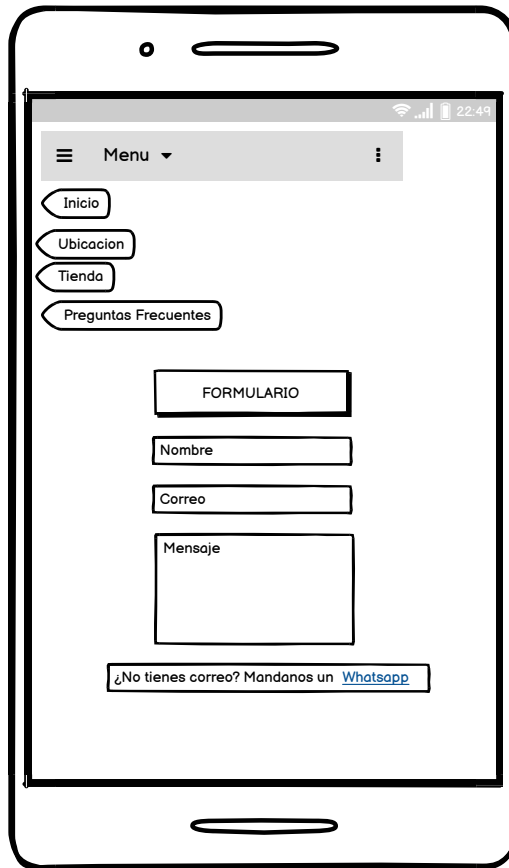 22:49
Menu
Inicio
Ubicacion
Tienda
Preguntas Frecuentes
FORMULARIO
Nombre
Correo
Mensaje
¿No tienes correo? Mandanos un Whatsapp